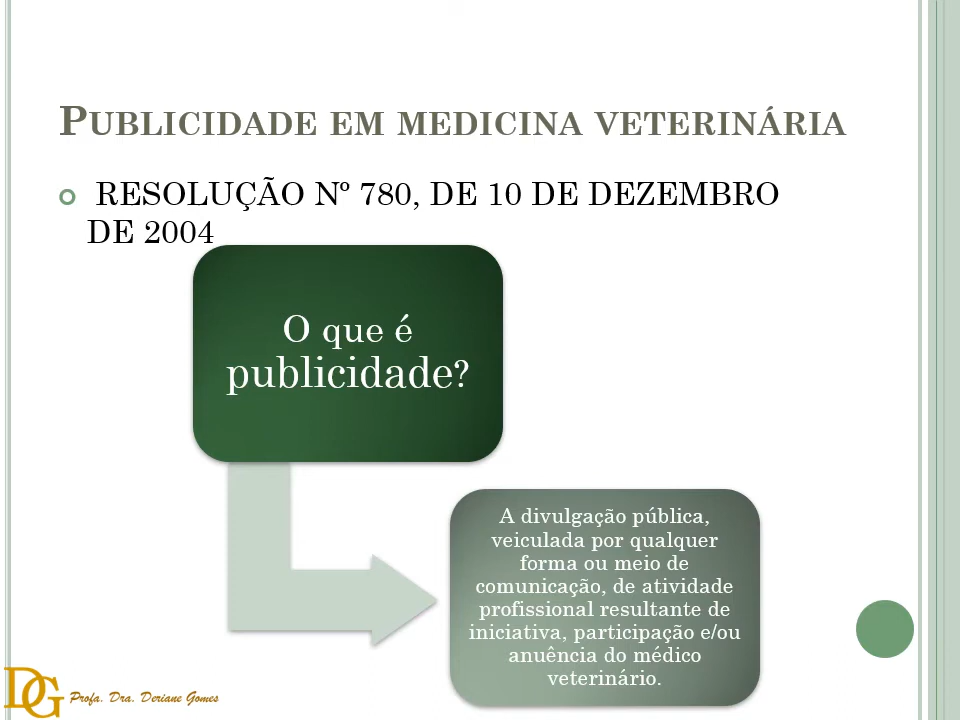 PUBLICIDADE EM MEDICINA VETERINÁRIA
RESOLUÇÃO Nº 780, DE 10 DE DEZEMBRO
DE 2004
O que é
publicidade?
A divulgação pública,
veiculada por qualquer
forma ou meio de
comunicação, de atividade
profissional resultante de
iniciativa, participação e/ou
anuência do médico
veterinário.
DG Profa. Dra. Deriane Gomes